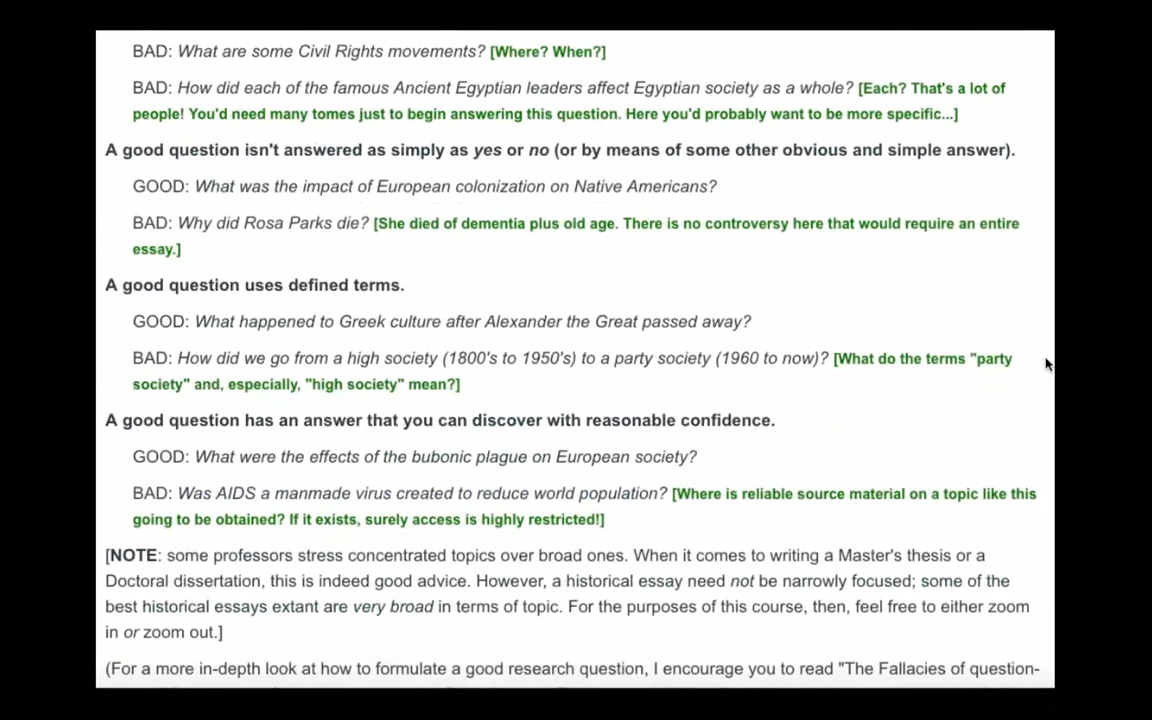 BAD: What are some Civil Rights movements? [Where? When?]
BAD: How did each of the famous Ancient Egyptian leaders affect Egyptian society as a whole? [Each? That's a lot of
people! You'd need many tomes just to begin answering this question. Here you'd probably want to be more specific...]
A good question isn't answered as simply as yes or no (or by means of some other obvious and simple answer).
GOOD: What was the impact of European colonization on Native Americans?
BAD: Why did Rosa Parks die? [She died of dementia plus old age. There is no controversy here that would require an entire
essay.]
A good question uses defined terms.
GOOD: What happened to Greek culture after Alexander the Great passed away?
BAD: How did we go from a high society (1800's to 1950's) to a party society (1960 to now)? [What do the terms "party
society" and, especially, "high society" mean?]
A good question has an answer that you can discover with reasonable confidence.
GOOD: What were the effects of the bubonic plague on European society?
BAD: Was AIDS a manmade virus created to reduce world population? [Where is reliable source material on a topic like this
going to be obtained? If it exists, surely access is highly restricted!]
[NOTE: some professors stress concentrated topics over broad ones. When it comes to writing a Master's thesis or a
Doctoral dissertation, this is indeed good advice. However, a historical essay need not be narrowly focused; some of the
best historical essays extant are very broad in terms of topic. For the purposes of this course, then, feel free to either zoom
in or zoom out.]
(For a more in-depth look at how to formulate a good research question, I encourage you to read "The Fallacies of question-